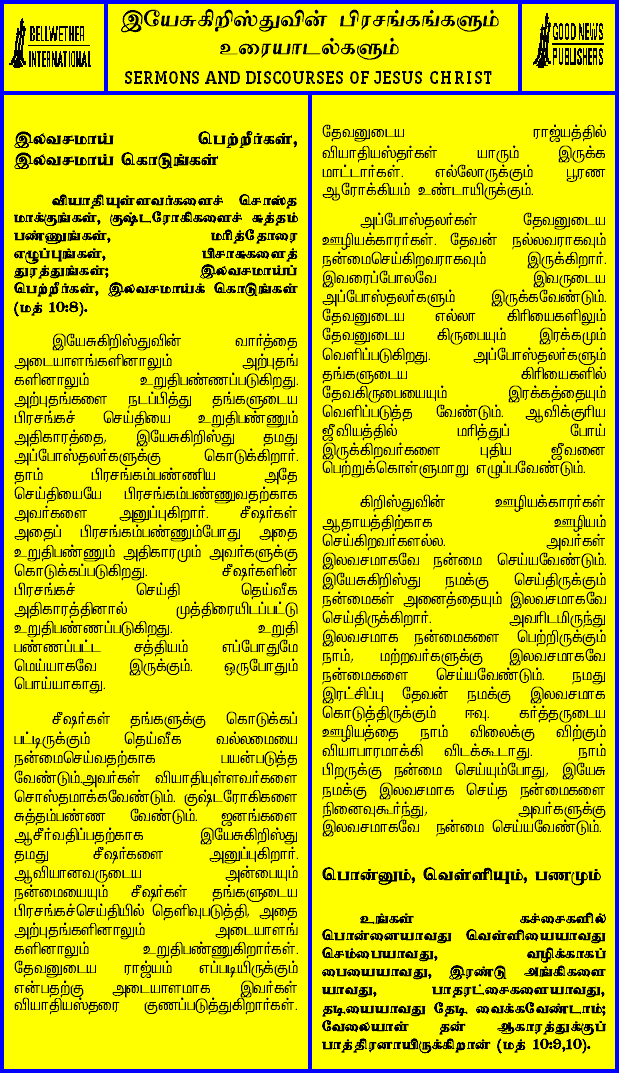 BELLWETHER
INTERNATIONAL
இயேசுகிறிஸ்துவின் பிரசங்கங்களும்
உரையாடல்களும்
SERMONS AND DISCOURSES OF JESUS CHRIST
GOOD NEWS
PUBLISHERS
இலவசமாய் பெற்றீர்கள்,
இலவசமாய் கொடுங்கள்
வியாதியுள்ளவர்களைச் சொஸ்த
மாக்குங்கள், குஷ்டரோகிகளைச் சுத்தம்
பண்ணுங்கள், மரித்தோரை
எழுப்புங்கள், பிசாசுகளைத்
துரத்துங்கள்; இலவசமாய்ப்
பெற்றீர்கள், இலவசமாய்க் கொடுங்கள்
(மத் 10:8).
இயேசுகிறிஸ்துவின் வார்த்தை
அடையாளங்களினாலும் அற்புதங்
களினாலும் உறுதிபண்ணப்படுகிறது.
அற்புதங்களை நடப்பித்து தங்களுடைய
பிரசங்கச் செய்தியை உறுதிபண்ணும்
அதிகாரத்தை, இயேசுகிறிஸ்து தமது
அப்போஸ்தலர்களுக்கு கொடுக்கிறார்.
தாம் பிரசங்கம்பண்ணிய அதே
செய்தியையே பிரசங்கம்பண்ணுவதற்காக
அவர்களை அனுப்புகிறார். சீஷர்கள்
அதைப் பிரசங்கம்பண்ணும்போது அதை
உறுதிபண்ணும் அதிகாரமும் அவர்களுக்கு
கொடுக்கப்படுகிறது. சீஷர்களின்
பிரசங்கச் செய்தி தெய்வீக
அதிகாரத்தினால் முத்திரையிடப்பட்டு
உறுதிபண்ணப்படுகிறது. உறுதி
பண்ணப்பட்ட சத்தியம் எப்போதுமே
மெய்யாகவே இருக்கும். ஒருபோதும்
பொய்யாகாது.
சீஷர்கள் தங்களுக்கு கொடுக்கப்
பட்டிருக்கும் தெய்வீக வல்லமையை
நன்மைசெய்வதற்காக பயன்படுத்த
வேண்டும்.அவர்கள் வியாதியுள்ளவர்களை
சொஸ்தமாக்கவேண்டும். குஷ்டரோகிகளை
சுத்தம்பண்ண வேண்டும். ஜனங்களை
ஆசீர்வதிப்பதற்காக இயேசுகிறிஸ்து
தமது சீஷர்களை அனுப்புகிறார்.
ஆவியானவருடைய அன்பையும்
நன்மையையும் சீஷர்கள் தங்களுடைய
பிரசங்கச்செய்தியில் தெளிவுபடுத்தி, அதை
அற்புதங்களினாலும் அடையாளங்
களினாலும் உறுதிபண்ணுகிறார்கள்.
தேவனுடைய ராஜ்யம் எப்படியிருக்கும்
என்பதற்கு அடையாளமாக இவர்கள்
வியாதியஸ்தரை குணப்படுத்துகிறார்கள்.
தேவனுடைய ராஜ்யத்தில்
வியாதியஸ்தர்கள் யாரும் இருக்க
மாட்டார்கள். எல்லோருக்கும் பூரண
ஆரோக்கியம் உண்டாயிருக்கும்.
அப்போஸ்தலர்கள் தேவனுடைய
ஊழியக்காரர்கள். தேவன் நல்லவராகவும்
நன்மைசெய்கிறவராகவும் இருக்கிறார்.
இவரைப்போலவே இவருடைய
அப்போஸ்தலர்களும் இருக்கவேண்டும்.
தேவனுடைய எல்லா கிரியைகளிலும்
தேவனுடைய கிருபையும் இரக்கமும்
வெளிப்படுகிறது. அப்போஸ்தலர்களும்
தங்களுடைய கிரியைகளில்
தேவகிருபையையும் இரக்கத்தையும்
வெளிப்படுத்த வேண்டும். ஆவிக்குரிய
ஜீவியத்தில் மரித்துப் போய்
இருக்கிறவர்களை புதிய ஜீவனை
பெற்றுக்கொள்ளுமாறு எழுப்பவேண்டும்.
கிறிஸ்துவின் ஊழியக்காரர்கள்
ஆதாயத்திற்காக ஊழியம்
செய்கிறவர்களல்ல. அவர்கள்
இலவசமாகவே நன்மை செய்யவேண்டும்.
இயேசுகிறிஸ்து நமக்கு செய்திருக்கும்
நன்மைகள் அனைத்தையும் இலவசமாகவே
செய்திருக்கிறார். அவரிடமிருந்து
இலவசமாக நன்மைகளை பெற்றிருக்கும்
நாம், மற்றவர்களுக்கு இலவசமாகவே
நன்மைகளை செய்யவேண்டும். நமது
இரட்சிப்பு தேவன் நமக்கு இலவசமாக
கொடுத்திருக்கும் ஈவு. கர்த்தருடைய
ஊழியத்தை நாம் விலைக்கு விற்கும்
வியாபாரமாக்கி விடக்கூடாது. நாம்
பிறருக்கு நன்மை செய்யும்போது, இயேசு
நமக்கு இலவசமாக செய்த நன்மைகளை
நினைவுகூர்ந்து, அவர்களுக்கு
இலவசமாகவே நன்மை செய்யவேண்டும்.
பொன்னும், வெள்ளியும், பணமும்
உங்கள் கச்சைகளில்
பொன்னையாவது வெள்ளியையாவது
செம்பையாவது, வழிக்காகப்
பையையாவது, இரண்டு அங்கிகளை
யாவது, பாதரட்சைகளையாவது,
தடியையாவது தேடி வைக்கவேண்டாம்;
வேலையாள் தன் ஆகாரத்துக்குப்
பாத்திரனாயிருக்கிறான் (மத் 10:9,10).